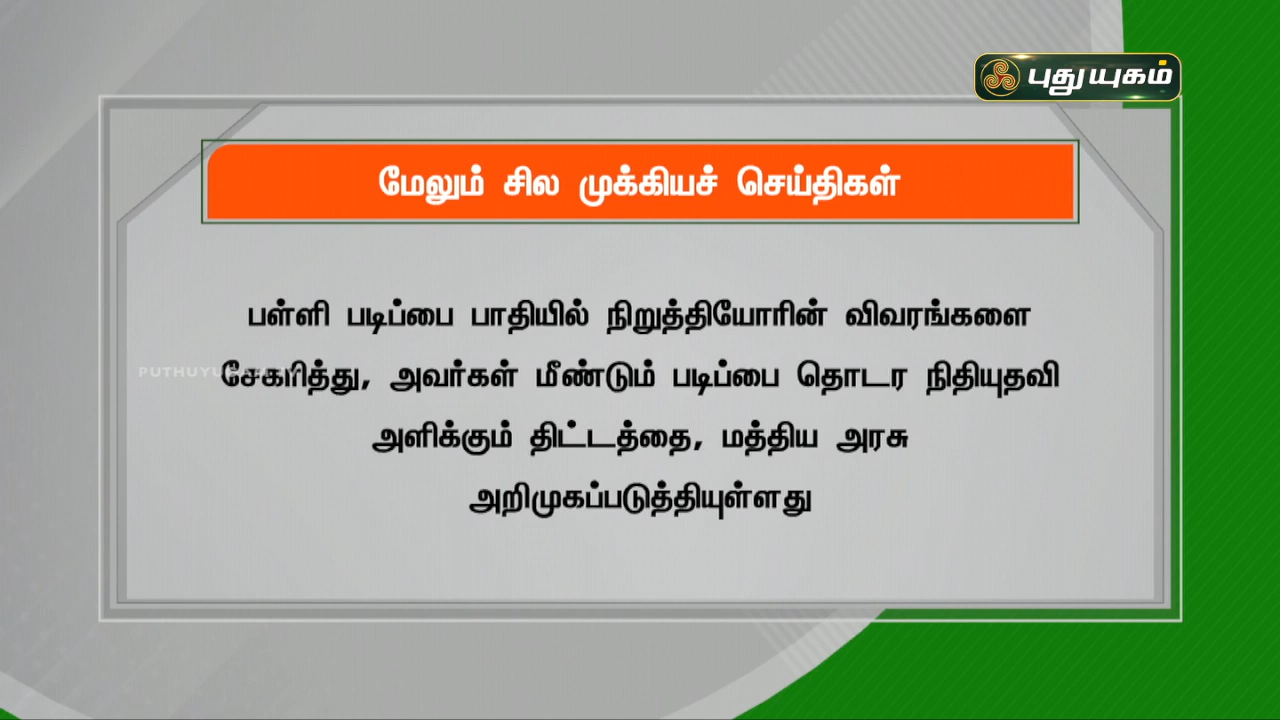 புதுயுகம்
மேலும் சில முக்கியச் செய்திகள்
பள்ளி படிப்பை பாதியில் நிறுத்தியோரின் விவரங்களை
சேகரித்து, அவர்கள் மீண்டும் படிப்பை தொடர நிதியுதவி
அளிக்கும் திட்டத்தை, மத்திய அரசு
அறிமுகப்படுத்தியுள்ளது